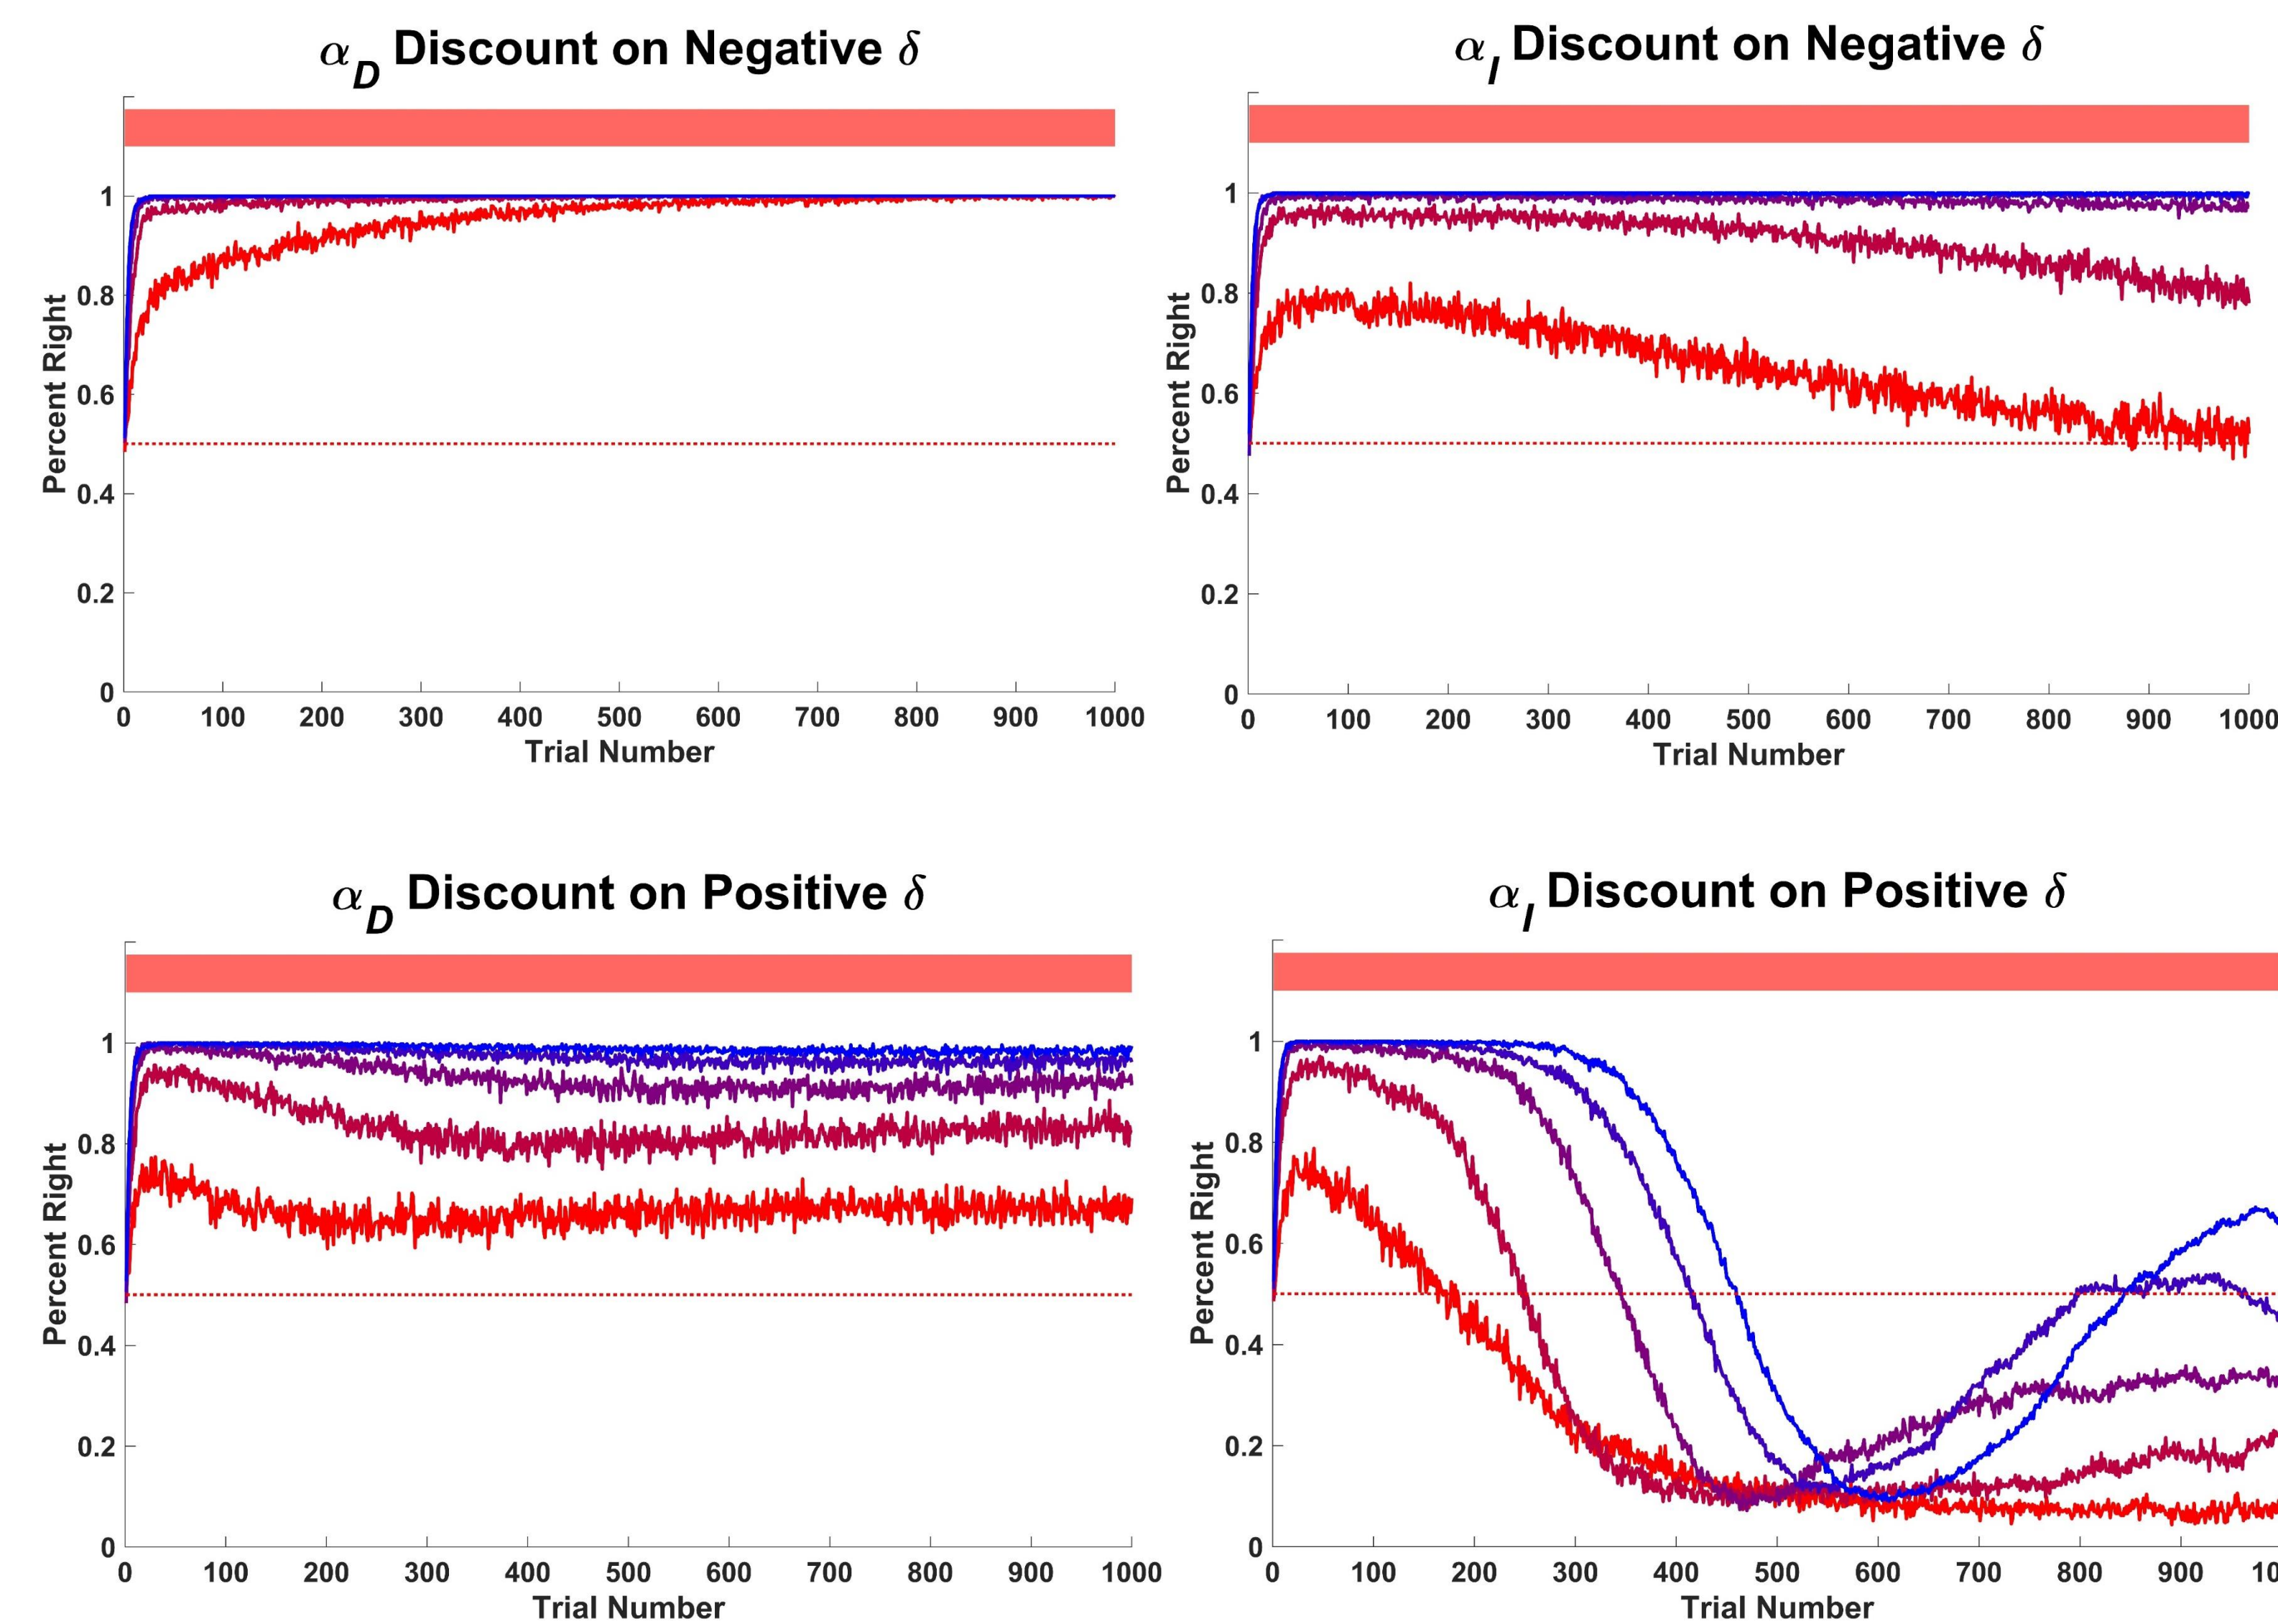 α_D Discount on Negative δ
1
0.8
0.6
0.4
0.2
0
Percent Right
0 100 200 300 400 500 600 700 800 900 1000
Trial Number
α_I Discount on Negative δ
1
0.8
0.6
0.4
0.2
0
Percent Right
0 100 200 300 400 500 600 700 800 900 1000
Trial Number
α_D Discount on Positive δ
1
0.8
0.6
0.4
0.2
0
Percent Right
0 100 200 300 400 500 600 700 800 900 1000
Trial Number
α_I Discount on Positive δ
1
0.8
0.6
0.4
0.2
0
Percent Right
0 100 200 300 400 500 600 700 800 900 10
Trial Number